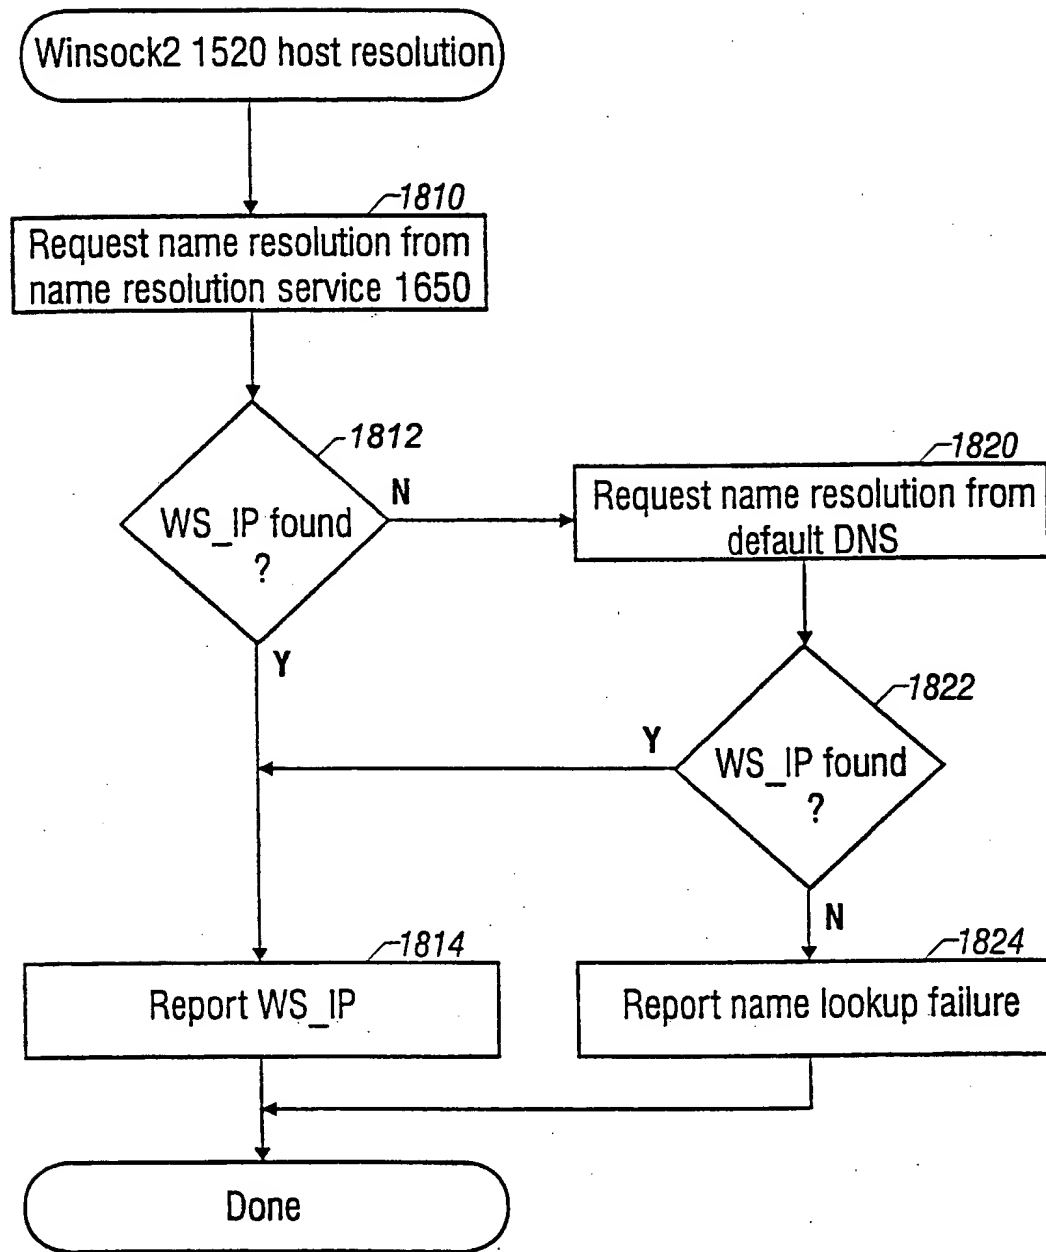 Winsock2 1520 host resolution
1810
Request name resolution from
name resolution service 1650
1812
WS_IP found
?
N
Y
1820
Request name resolution from
default DNS
1822
WS_IP found
?
Y
N
1814
Report WS_IP
1824
Report name lookup failure
Done